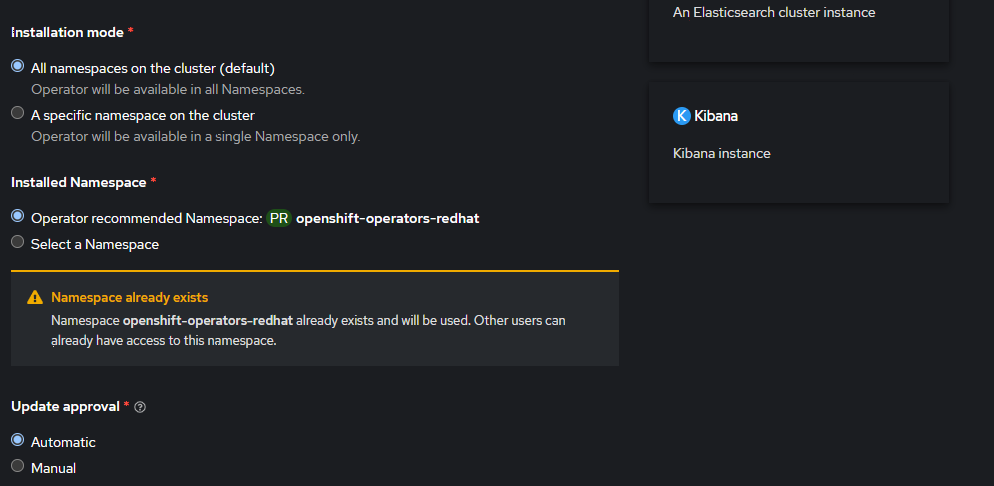 Installation mode *
All namespaces on the cluster (default)
Operator will be available in all Namespaces.
A specific namespace on the cluster
Operator will be available in a single Namespace only.
Installed Namespace *
Operator recommended Namespace: PR openshift-operators-redhat
Select a Namespace
Namespace already exists
Namespace openshift-operators-redhat already exists and will be used. Other users can
already have access to this namespace.
Update approval *
Automatic
Manual
An Elasticsearch cluster instance
K Kibana
Kibana instance